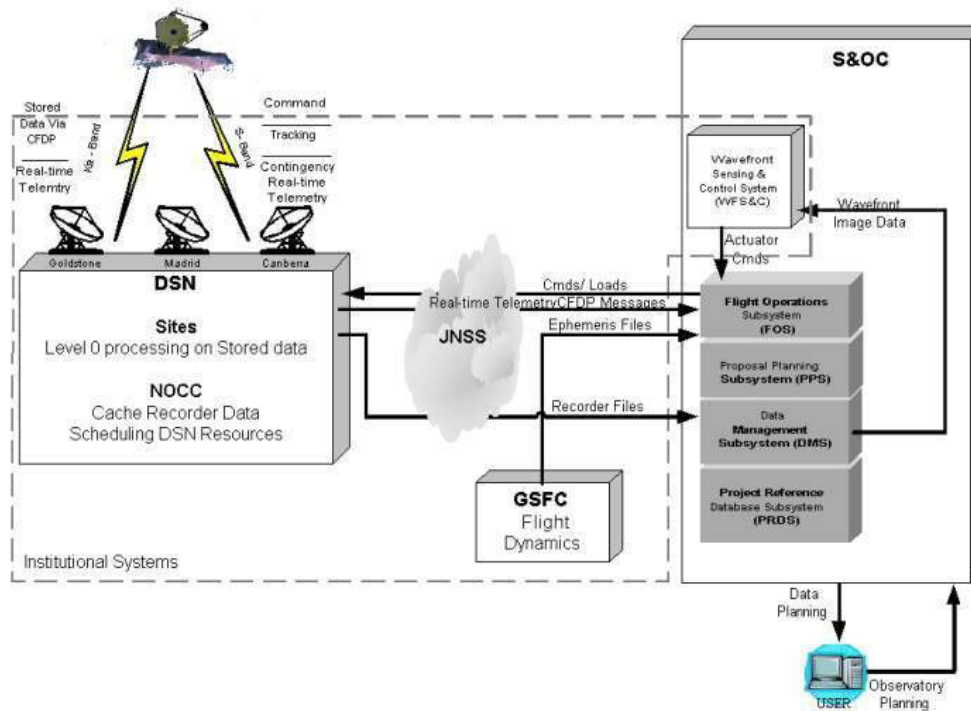 S&OC
Stored
Data Via
CFDP
Real-time
Telemtry
Ka - Band
S- Band
Command
Tracking
Contingency
Real-time
Telemetry
Wavefront
Sensing &
Control System
(WFS&C)
Wavefront
Image Data
Actuator
Cmds
Goldstone
Madrid
Canberra
DSN
Sites
Level 0 processing on Stored data
NOCC
Cache Recorder Data
Scheduling DSN Resources
Cmds/ Loads
Real-time TelemetryCFDP Messages
Ephemeris Files
JNSS
Recorder Files
Flight Operations
Subsystem
(FOS)
Proposal Planning
Subsystem (PPS)
Data
Management
Subsystem (DMS)
Project Reference
Database Subsystem
(PRDS)
GSFC
Flight
Dynamics
Institutional Systems
Data
Planning
USER
Observatory
Planning